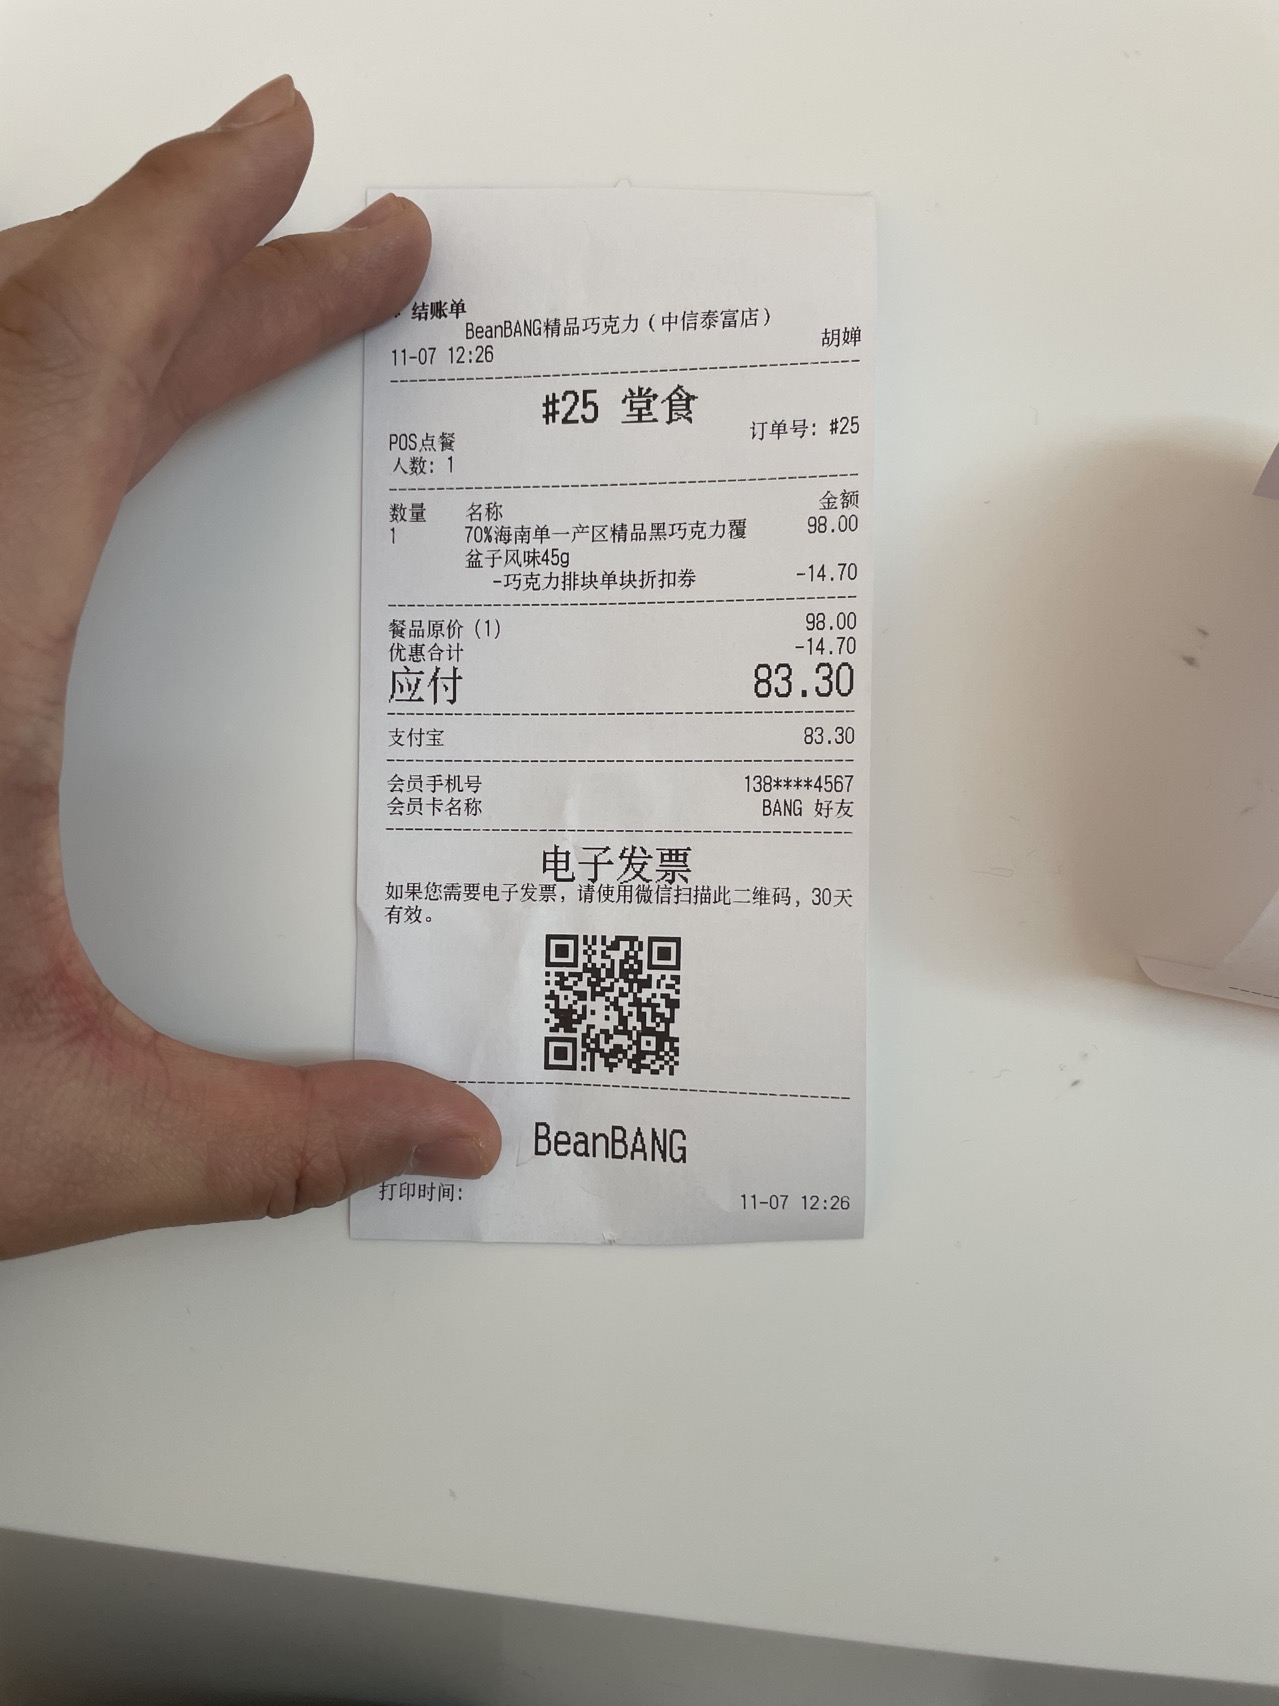 结账单
BeanBANG精品巧克力（中信泰富店）
11-07 12:26 胡婵
#25 堂食
POS点餐 订单号: #25
人数: 1
数量 名称 金额
1 70%海南单一产区精品黑巧克力覆 98.00
盆子风味45g
-巧克力排块单块折扣券 -14.70
餐品原价 (1) 98.00
优惠合计 -14.70
应付 83.30
支付宝 83.30
会员手机号 138****4567
会员卡名称 BANG 好友
电子发票
如果您需要电子发票，请使用微信扫描此二维码，30天
有效。
BeanBANG
打印时间: 11-07 12:26